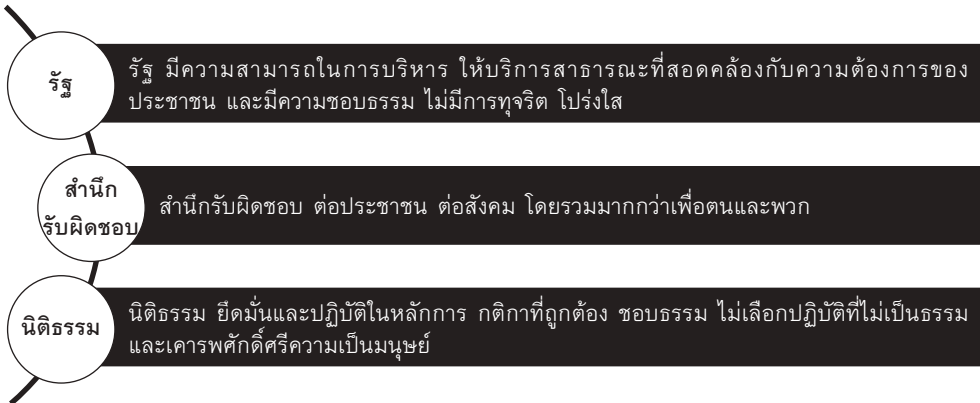 รัฐ
รัฐ มีความสามารถในการบริหาร ให้บริการสาธารณะที่สอดคล้องกับความต้องการของ
ประชาชน และมีความชอบธรรม ไม่มีการทุจริต โปร่งใส
สำนึก
รับผิดชอบ
สำนึกรับผิดชอบ ต่อประชาชน ต่อสังคม โดยรวมมากกว่าเพื่อตนและพวก
นิติธรรม
นิติธรรม ยึดมั่นและปฏิบัติในหลักการ กติกาที่ถูกต้อง ชอบธรรม ไม่เลือกปฏิบัติที่ไม่เป็นธรรม
และเคารพศักดิ์ศรีความเป็นมนุษย์